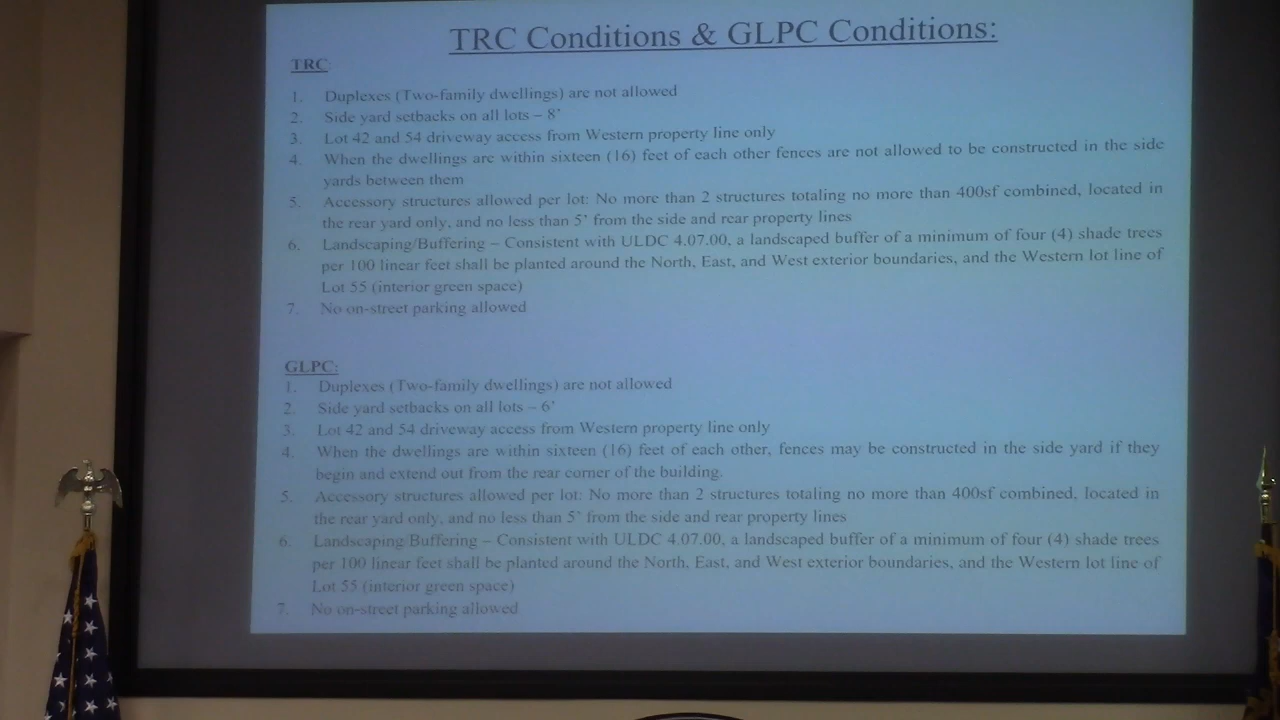 TRC Conditions & GLPC Conditions:
TRC
1. Duplexes (Two-family dwellings) are not allowed
2. Side yard setbacks on all lots – 8'
3. Lot 42 and 54 driveway access from Western property line only
4. When the dwellings are within sixteen (16) feet of each other fences are not allowed to be constructed in the side
yards between them
5. Accessory structures allowed per lot: No more than 2 structures totaling no more than 400sf combined, located in
the rear yard only, and no less than 5' from the side and rear property lines
6. Landscaping/Buffering – Consistent with ULDC 4.07.00, a landscaped buffer of a minimum of four (4) shade trees
per 100 linear feet shall be planted around the North, East, and West exterior boundaries, and the Western lot line of
Lot 55 (interior green space)
7. No on-street parking allowed
GLPC:
1. Duplexes (Two-family dwellings) are not allowed
2. Side yard setbacks on all lots – 6'
3. Lot 42 and 54 driveway access from Western property line only
4. When the dwellings are within sixteen (16) feet of each other, fences may be constructed in the side yard if they
begin and extend out from the rear corner of the building.
5. Accessory structures allowed per lot: No more than 2 structures totaling no more than 400sf combined, located in
the rear yard only, and no less than 5' from the side and rear property lines
6. Landscaping/Buffering – Consistent with ULDC 4.07.00, a landscaped buffer of a minimum of four (4) shade trees
per 100 linear feet shall be planted around the North, East, and West exterior boundaries, and the Western lot line of
Lot 55 (interior green space)
7. No on-street parking allowed